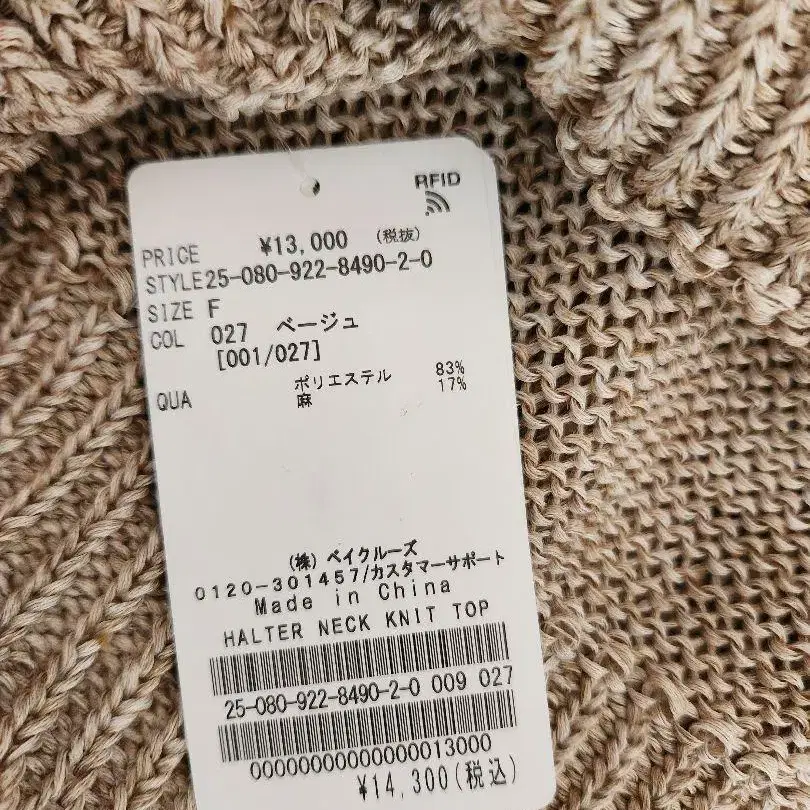 RFID
PRICE ¥13,000 (税抜)
STYLE25-080-922-8490-2-0
SIZE F
COL 027 ベージュ
[001/027]
QUA ポリエステル 83%
麻 17%
(株) ベイクルーズ
0120-301457/カスタマーサポート
Made in China
HALTER NECK KNIT TOP
25-080-922-8490-2-0 009 027
00000000000000013000
¥14,300(税込)